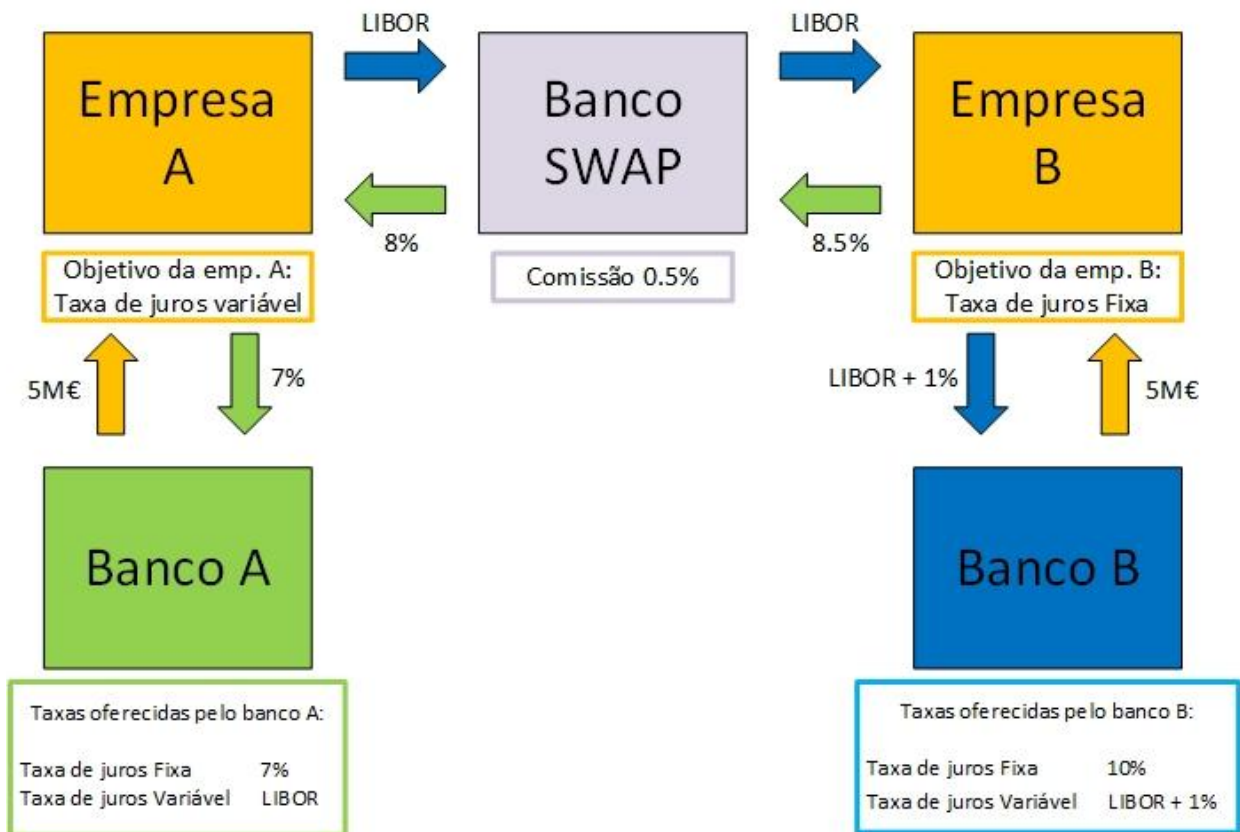 LIBOR
LIBOR
Empresa
A
Banco
SWAP
Empresa
B
8%
8.5%
Objetivo da emp. A:
Taxa de juros variável
Comissão 0.5%
Objetivo da emp. B:
Taxa de juros Fixa
5M€
7%
LIBOR + 1%
5M€
Banco A
Banco B
Taxas oferecidas pelo banco A:
Taxa de juros Fixa 7%
Taxa de juros Variável LIBOR
Taxas oferecidas pelo banco B:
Taxa de juros Fixa 10%
Taxa de juros Variável LIBOR + 1%